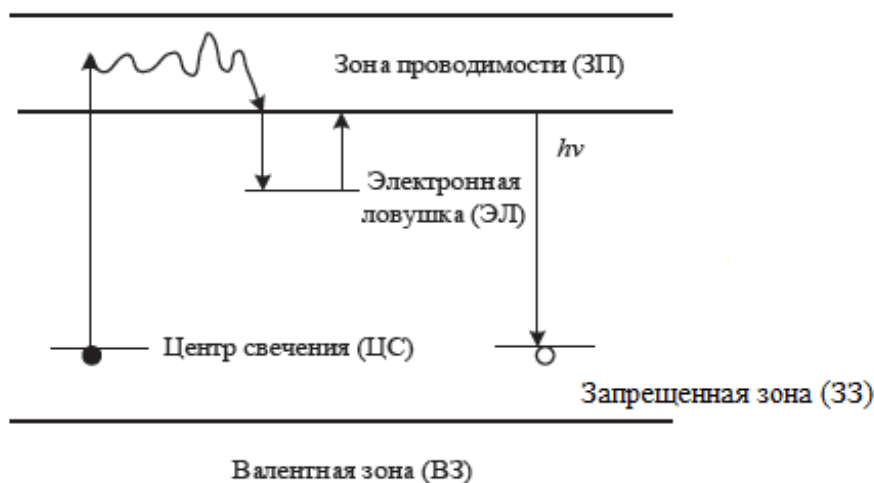 Зона проводимости (ЗП)
hν
Электронная
ловушка (ЭЛ)
Центр свечения (ЦС)
Запрещенная зона (ЗЗ)
Валентная зона (ВЗ)